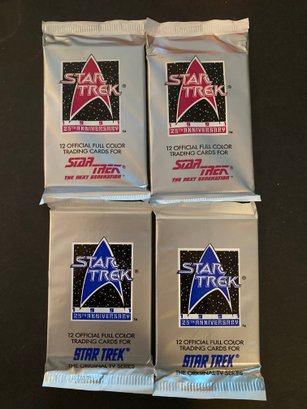 STAR
TREK
1991
25TH ANNIVERSARY
12 OFFICIAL FULL COLOR
TRADING CARDS FOR
STAR TREK
THE NEXT GENERATION
STAR
TREK
1991
25TH ANNIVERSARY
12 OFFICIAL FULL COLOR
TRADING CARDS FOR
STAR TREK
THE NEXT GENERATION
STAR
TREK
1991
25TH ANNIVERSARY
12 OFFICIAL FULL COLOR
TRADING CARDS FOR
STAR TREK
THE ORIGINAL TV SERIES
STAR
TREK
1991
25TH ANNIVERSARY
12 OFFICIAL FULL COLOR
TRADING CARDS FOR
STAR TREK
THE ORIGINAL TV SERIES